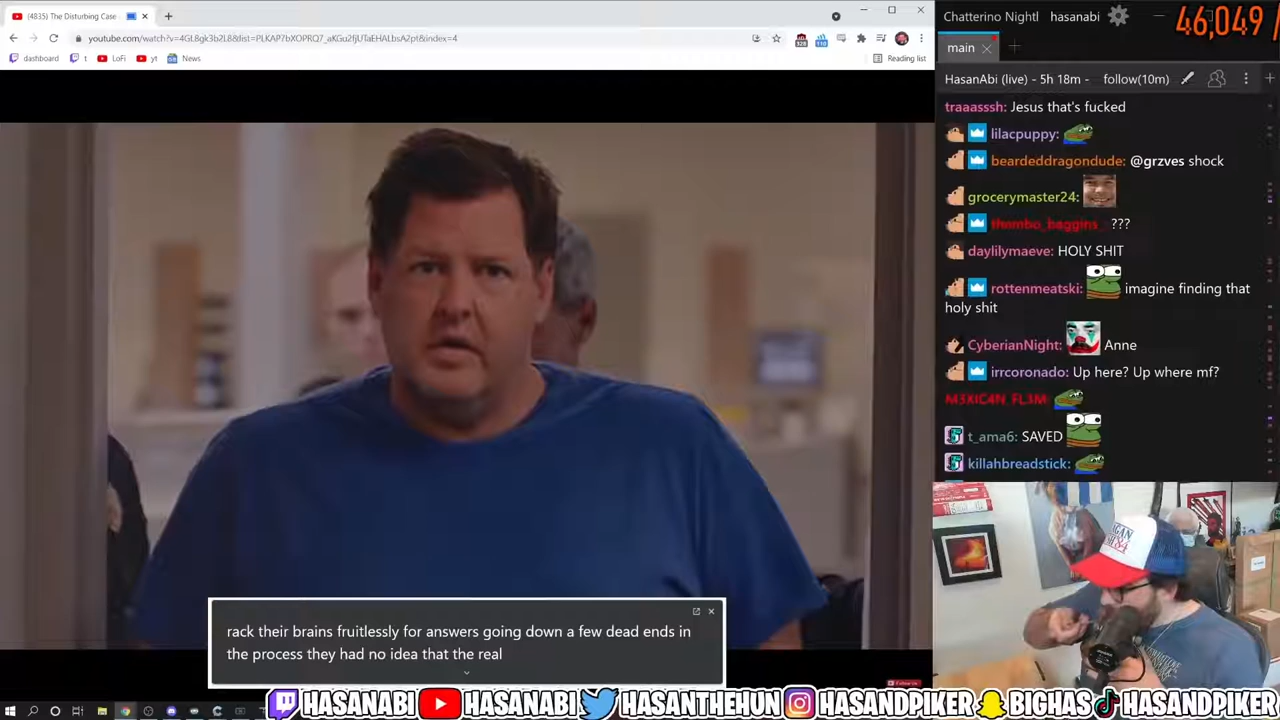 (4835) The Disturbing Case
youtube.com/watch?v=4GL8gk3b2L8&list=PLKAP7bXOPRQ7_aKGu2fjUTaEHALbsA2pt&index=4
dashboard
t
LoFi
yt
News
Reading list
rack their brains fruitlessly for answers going down a few dead ends in
the process they had no idea that the real
Chatterino Nightl
hasanabi
46,049 /
main
HasanAbi (live) - 5h 18m -
follow(10m)
traaasssh: Jesus that's fucked
lilacpuppy:
beardeddragondude: @grzves shock
grocerymaster24:
thombo_baggins_ ???
daylilymaeve: HOLY SHIT
rottenmeatski: imagine finding that
holy shit
CyberianNight: Anne
irrcoronado: Up here? Up where mf?
M3XIC4N_FL3M:
t_ama6: SAVED
killahbreadstick:
HASANABI
HASANABI
HASANTHEHUN
HASANDPIKER
BIGHAS
HASANDPIKER